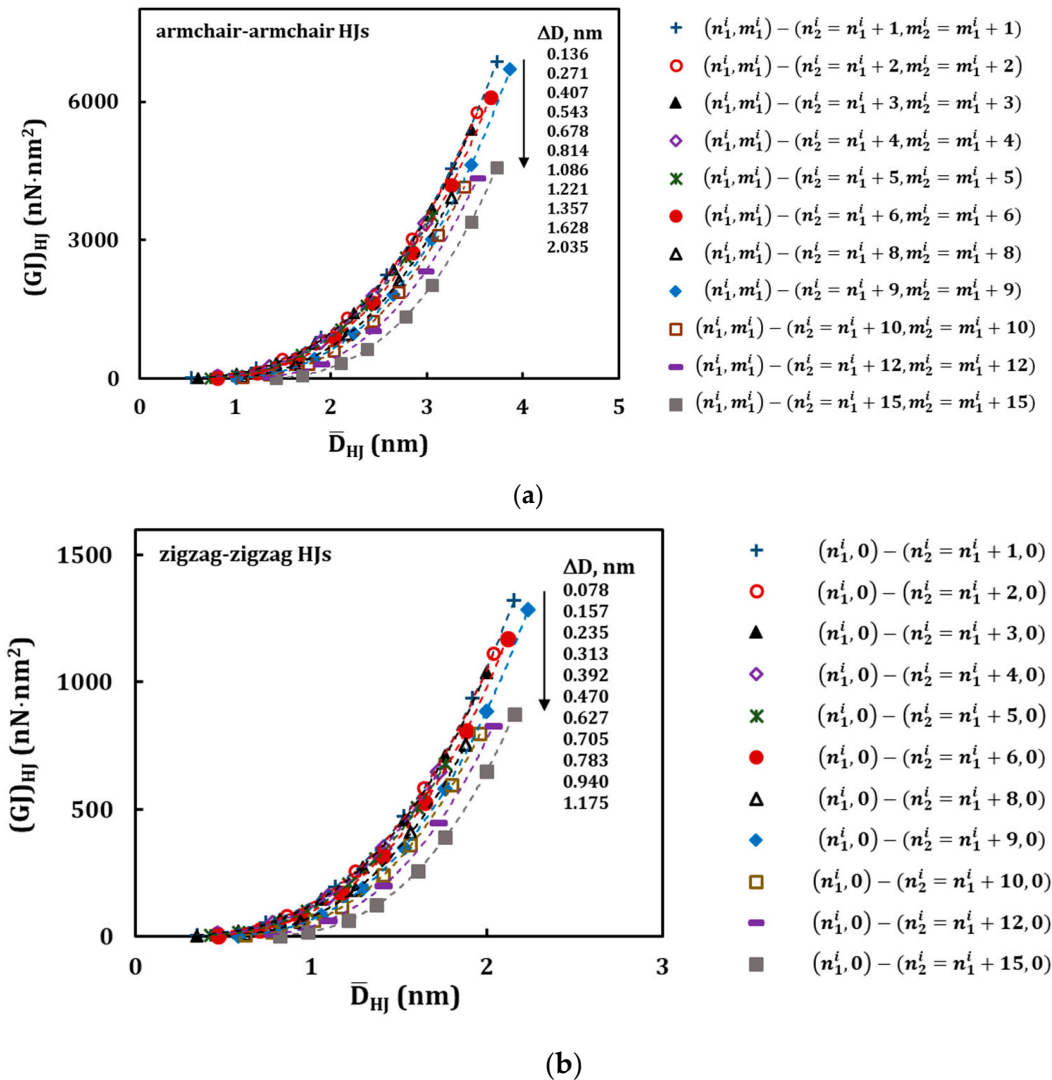 armchair-armchair HJs
ΔD, nm
0.136
0.271
0.407
0.543
0.678
0.814
1.086
1.221
1.357
1.628
2.035
6000
3000
0
(GJ)HJ (nN·nm²)
0 1 2 3 4 5
D̅HJ (nm)
(n₁ⁱ, m₁ⁱ) − (n₂ⁱ = n₁ⁱ + 1, m₂ⁱ = m₁ⁱ + 1)
(n₁ⁱ, m₁ⁱ) − (n₂ⁱ = n₁ⁱ + 2, m₂ⁱ = m₁ⁱ + 2)
(n₁ⁱ, m₁ⁱ) − (n₂ⁱ = n₁ⁱ + 3, m₂ⁱ = m₁ⁱ + 3)
(n₁ⁱ, m₁ⁱ) − (n₂ⁱ = n₁ⁱ + 4, m₂ⁱ = m₁ⁱ + 4)
(n₁ⁱ, m₁ⁱ) − (n₂ⁱ = n₁ⁱ + 5, m₂ⁱ = m₁ⁱ + 5)
(n₁ⁱ, m₁ⁱ) − (n₂ⁱ = n₁ⁱ + 6, m₂ⁱ = m₁ⁱ + 6)
(n₁ⁱ, m₁ⁱ) − (n₂ⁱ = n₁ⁱ + 8, m₂ⁱ = m₁ⁱ + 8)
(n₁ⁱ, m₁ⁱ) − (n₂ⁱ = n₁ⁱ + 9, m₂ⁱ = m₁ⁱ + 9)
(n₁ⁱ, m₁ⁱ) − (n₂ⁱ = n₁ⁱ + 10, m₂ⁱ = m₁ⁱ + 10)
(n₁ⁱ, m₁ⁱ) − (n₂ⁱ = n₁ⁱ + 12, m₂ⁱ = m₁ⁱ + 12)
(n₁ⁱ, m₁ⁱ) − (n₂ⁱ = n₁ⁱ + 15, m₂ⁱ = m₁ⁱ + 15)
(a)
zigzag-zigzag HJs
ΔD, nm
0.078
0.157
0.235
0.313
0.392
0.470
0.627
0.705
0.783
0.940
1.175
1500
1000
500
0
(GJ)HJ (nN·nm²)
0 1 2 3
D̅HJ (nm)
(n₁ⁱ, 0) − (n₂ⁱ = n₁ⁱ + 1, 0)
(n₁ⁱ, 0) − (n₂ⁱ = n₁ⁱ + 2, 0)
(n₁ⁱ, 0) − (n₂ⁱ = n₁ⁱ + 3, 0)
(n₁ⁱ, 0) − (n₂ⁱ = n₁ⁱ + 4, 0)
(n₁ⁱ, 0) − (n₂ⁱ = n₁ⁱ + 5, 0)
(n₁ⁱ, 0) − (n₂ⁱ = n₁ⁱ + 6, 0)
(n₁ⁱ, 0) − (n₂ⁱ = n₁ⁱ + 8, 0)
(n₁ⁱ, 0) − (n₂ⁱ = n₁ⁱ + 9, 0)
(n₁ⁱ, 0) − (n₂ⁱ = n₁ⁱ + 10, 0)
(n₁ⁱ, 0) − (n₂ⁱ = n₁ⁱ + 12, 0)
(n₁ⁱ, 0) − (n₂ⁱ = n₁ⁱ + 15, 0)
(b)